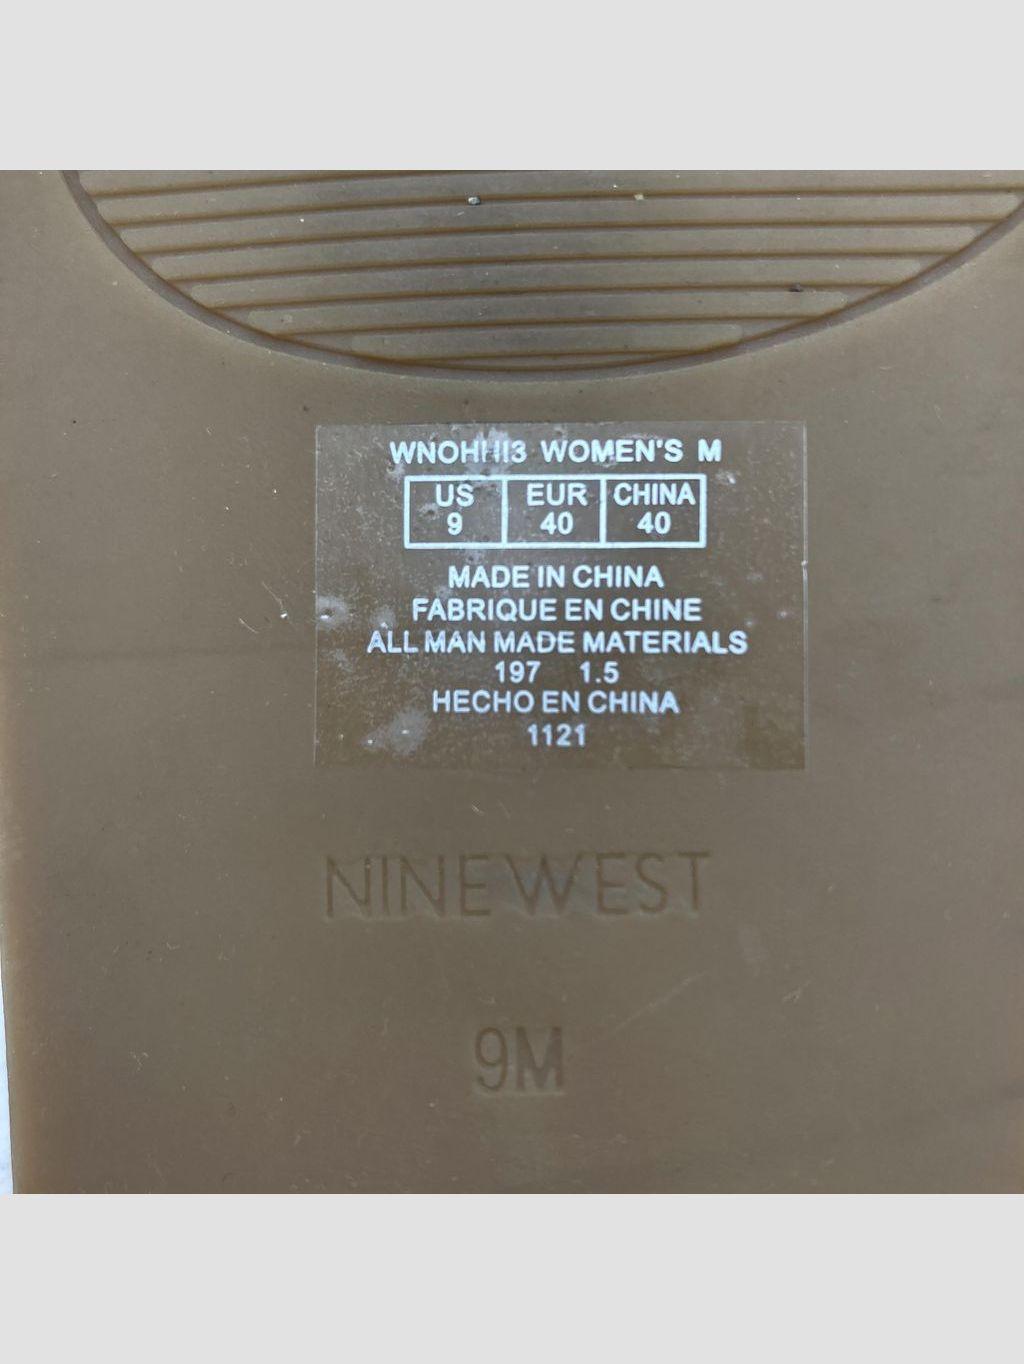 WNOHHI3 WOMEN'S M
US EUR CHINA
9 40 40
MADE IN CHINA
FABRIQUE EN CHINE
ALL MAN MADE MATERIALS
197 1.5
HECHO EN CHINA
1121
NINE WEST
9M